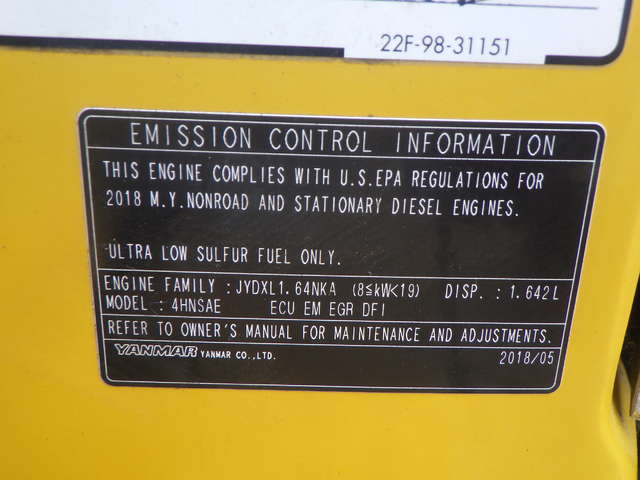 22F-98-31151
EMISSION CONTROL INFORMATION
THIS ENGINE COMPLIES WITH U.S.EPA REGULATIONS FOR
2018 M.Y.NONROAD AND STATIONARY DIESEL ENGINES.
ULTRA LOW SULFUR FUEL ONLY.
ENGINE FAMILY : JYDXL1.64NKA (8≦kW<19) DISP. : 1.642L
MODEL : 4HNSAE ECU EM EGR DFI
REFER TO OWNER'S MANUAL FOR MAINTENANCE AND ADJUSTMENTS.
YANMAR YANMAR CO.,LTD. 2018/05